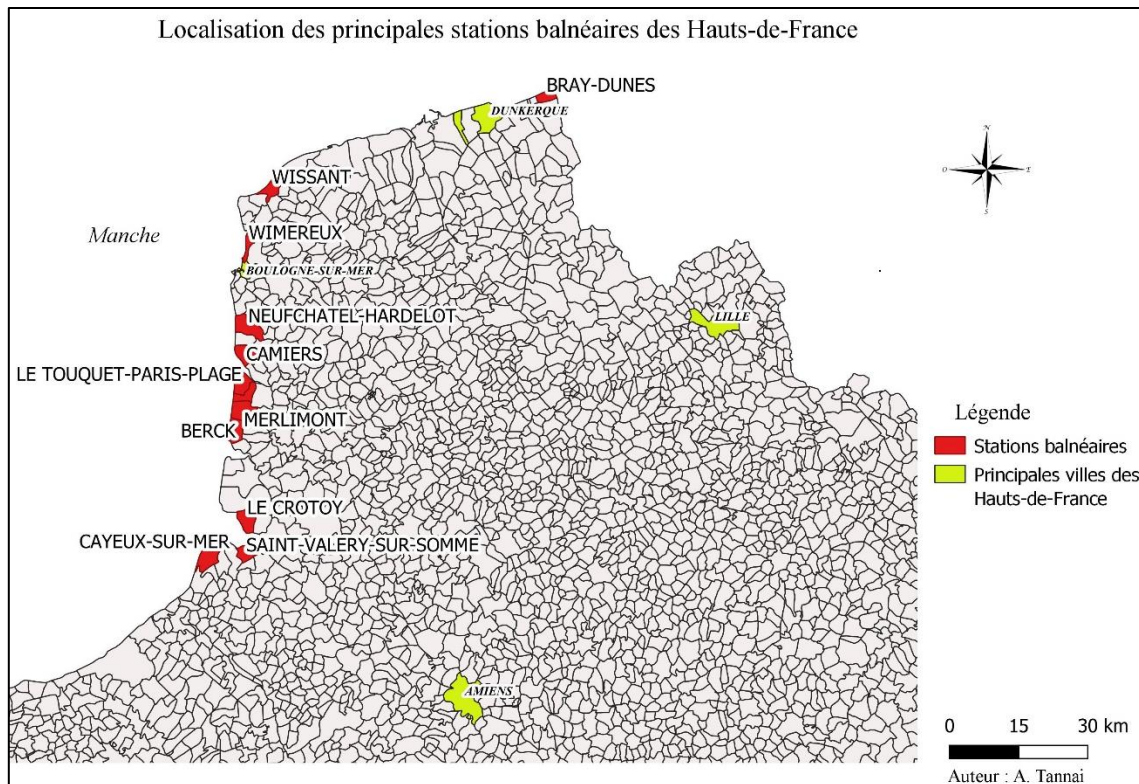 Localisation des principales stations balnéaires des Hauts-de-France
BRAY-DUNES
DUNKERQUE
N
O
E
S
WISSANT
Manche
WIMEREUX
BOULOGNE-SUR-MER
NEUFCHATEL-HARDELOT
LILLE
CAMIERS
LE TOUQUET-PARIS-PLAGE
MERLIMONT
BERCK
Légende
Stations balnéaires
Principales villes des
Hauts-de-France
LE CROTOY
CAYEUX-SUR-MER
SAINT-VALERY-SUR-SOMME
AMIENS
0 15 30 km
Auteur : A. Tannai